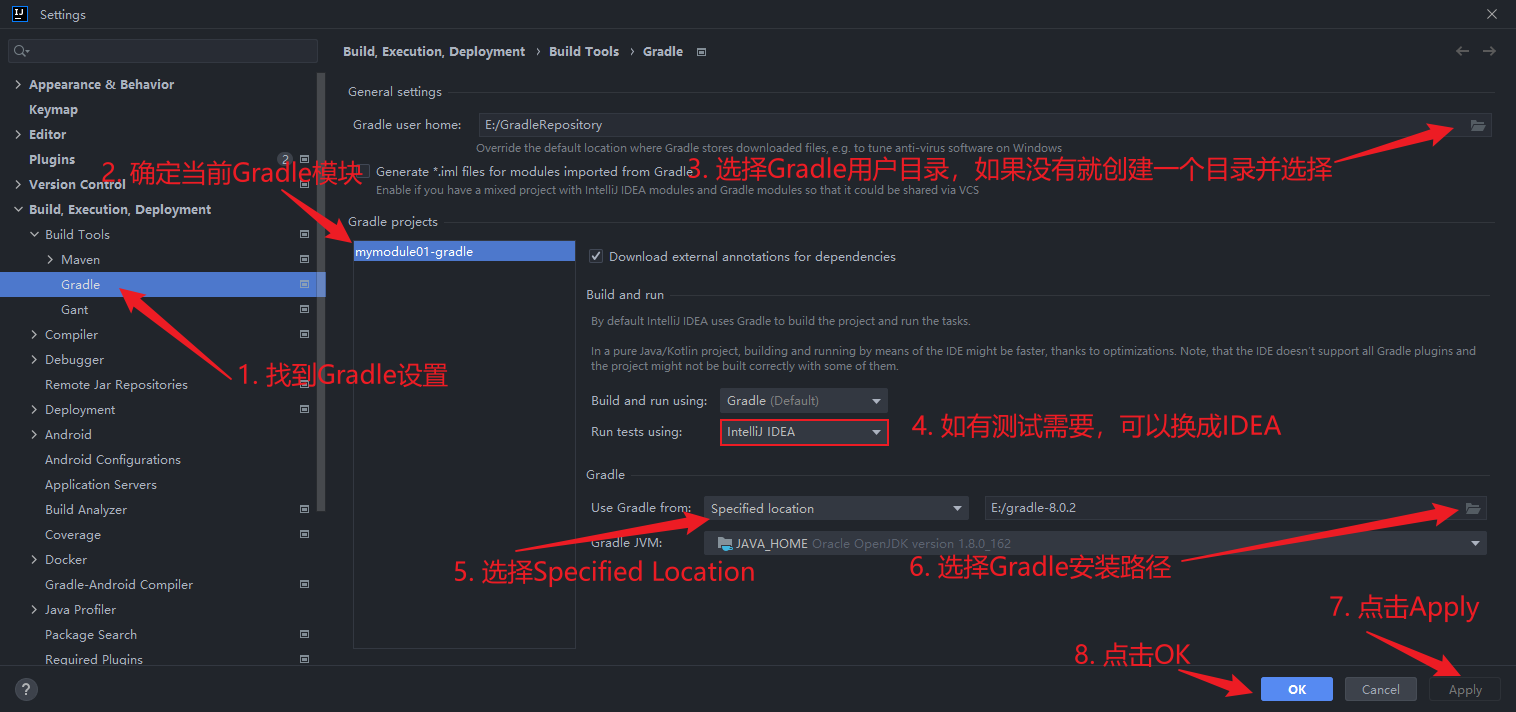 Settings
Appearance & Behavior
Keymap
Editor
Plugins
2
Version Control
Build, Execution, Deployment
Build Tools
Maven
Gradle
Gant
Compiler
Debugger
Remote Jar Repositories
Deployment
Android
Android Configurations
Application Servers
Build Analyzer
Coverage
Docker
Gradle-Android Compiler
Java Profiler
Package Search
Required Plugins
Build, Execution, Deployment › Build Tools › Gradle
General settings
Gradle user home: E:/GradleRepository
Override the default location where Gradle stores downloaded files, e.g. to tune anti-virus software on Windows
2. 确定当前Gradle模块
Generate *.iml files for modules imported from Gradle
3. 选择Gradle用户目录，如果没有就创建一个目录并选择
Enable if you have a mixed project with IntelliJ IDEA modules and Gradle modules so that it could be shared via VCS
Gradle projects
mymodule01-gradle
Download external annotations for dependencies
Build and run
By default IntelliJ IDEA uses Gradle to build the project and run the tasks.
In a pure Java/Kotlin project, building and running by means of the IDE might be faster, thanks to optimizations. Note, that the IDE doesn't support all Gradle plugins and
the project might not be built correctly with some of them.
1. 找到Gradle设置
Build and run using: Gradle (Default)
Run tests using: IntelliJ IDEA
4. 如有测试需要，可以换成IDEA
Gradle
Use Gradle from: Specified location E:/gradle-8.0.2
Gradle JVM: JAVA_HOME Oracle OpenJDK version 1.8.0_162
5. 选择Specified Location
6. 选择Gradle安装路径
7. 点击Apply
8. 点击OK
?
OK
Cancel
Apply